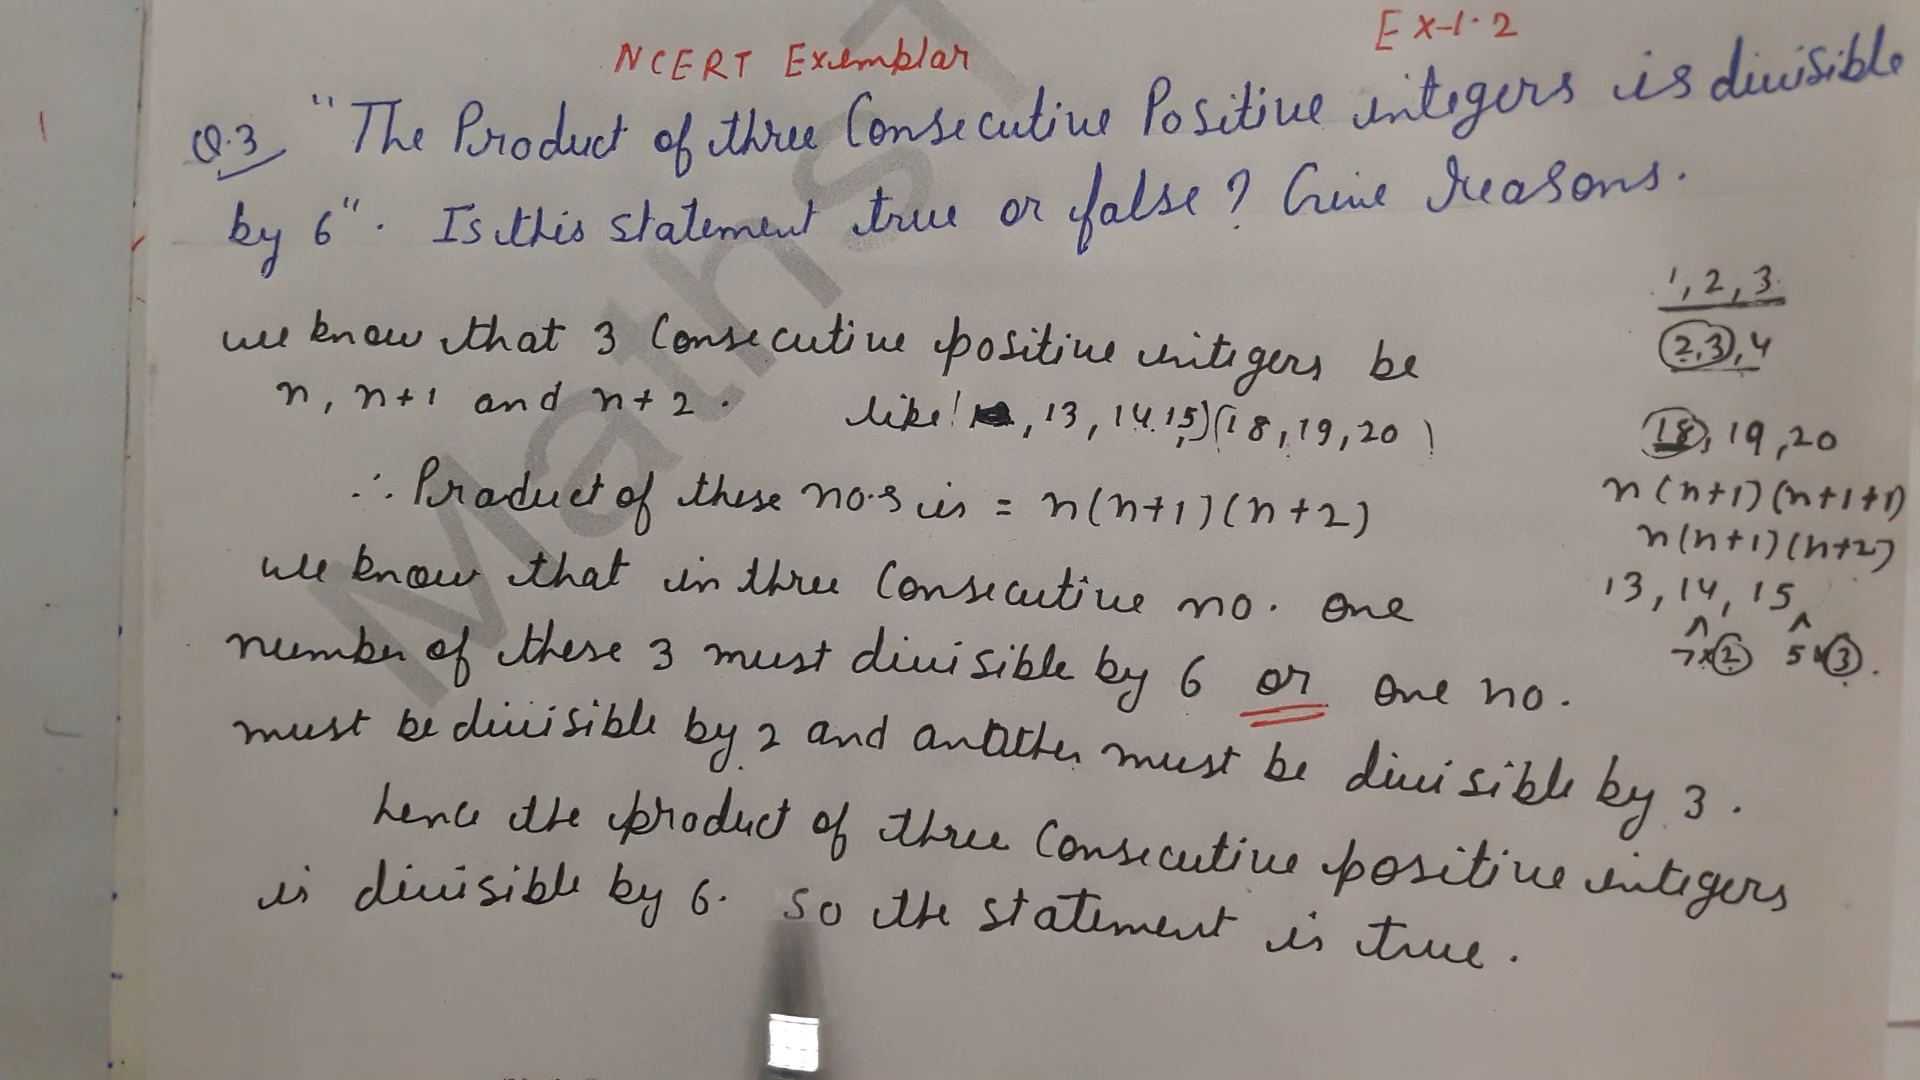 NCERT Exemplar
Ex-1.2
Q.3 "The Product of three Consecutive Positive integers is divisible
by 6". Is this statement true or false? Give Reasons.
1, 2, 3.
2,3, 4
we know that 3 Consecutive positive integers be
n, n+1 and n+2.
like! , 13, 14, 15) (18, 19, 20)
18, 19, 20
∴ Product of these no.s is = n(n+1)(n+2)
n(n+1)(n+1+1)
n(n+1)(n+2)
we know that in three Consecutive no. one
13, 14, 15
number of these 3 must divisible by 6 or one no.
7×2 5×3.
must be divisible by 2 and another must be divisible by 3.
hence the product of three Consecutive positive integers
is divisible by 6. So the statement is true.
Maths